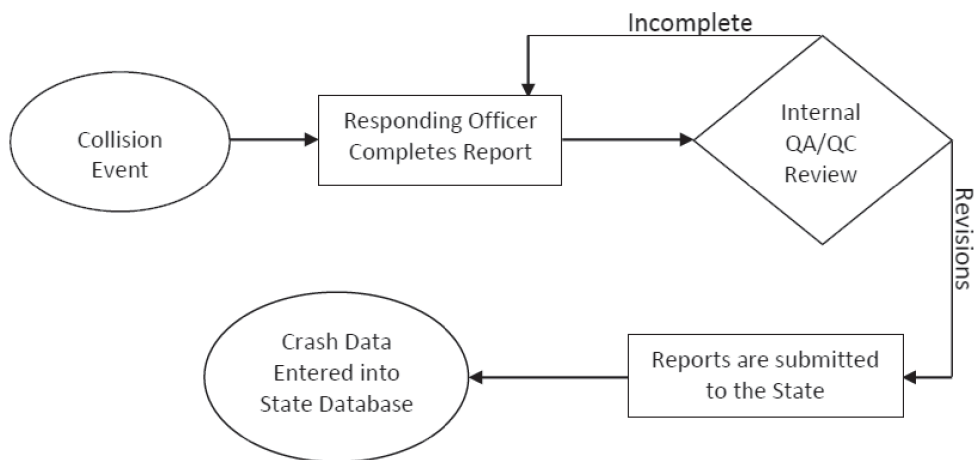 Incomplete
Collision
Event
Responding Officer
Completes Report
Internal
QA/QC
Review
Revisions
Crash Data
Entered into
State Database
Reports are submitted
to the State